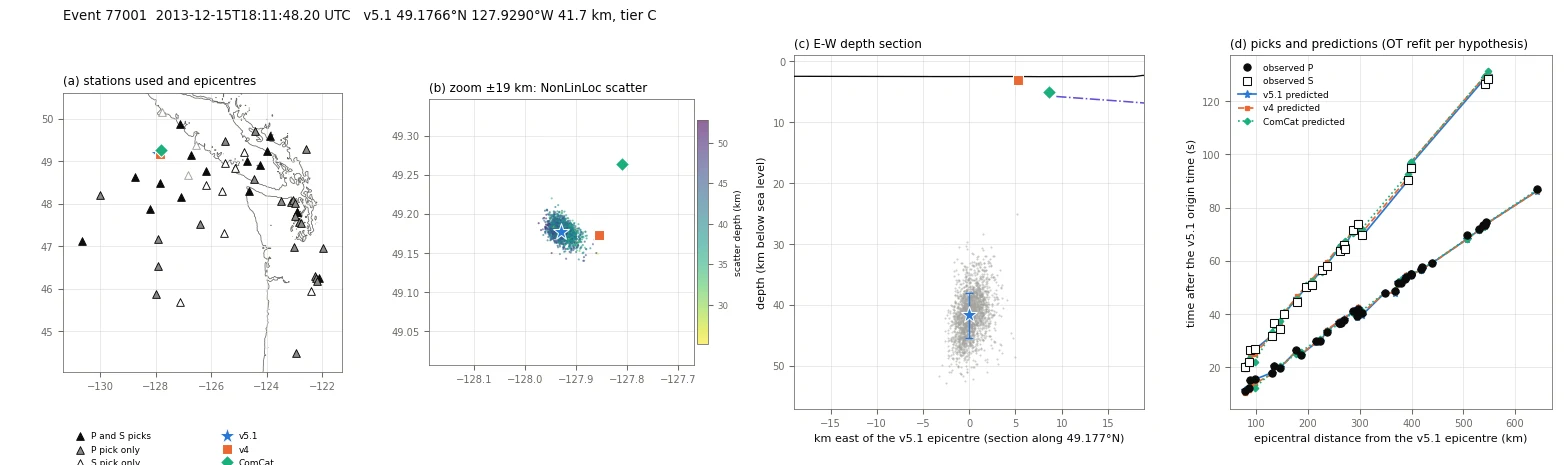 Event 77001  2013-12-15T18:11:48.20 UTC   v5.1 49.1766°N 127.9290°W 41.7 km, tier C
(a) stations used and epicentres
50
49
48
47
46
45
−130
−128
−126
−124
−122
P and S picks
P pick only
S pick only
v5.1
v4
ComCat
(b) zoom ±19 km: NonLinLoc scatter
49.30
49.25
49.20
49.15
49.10
49.05
−128.1
−128.0
−127.9
−127.8
−127.7
50
45
40
35
30
scatter depth (km)
(c) E-W depth section
0
10
20
30
40
50
depth (km below sea level)
−15
−10
−5
0
5
10
15
km east of the v5.1 epicentre (section along 49.177°N)
(d) picks and predictions (OT refit per hypothesis)
observed P
observed S
v5.1 predicted
v4 predicted
ComCat predicted
120
100
80
60
40
20
time after the v5.1 origin time (s)
100
200
300
400
500
600
epicentral distance from the v5.1 epicentre (km)